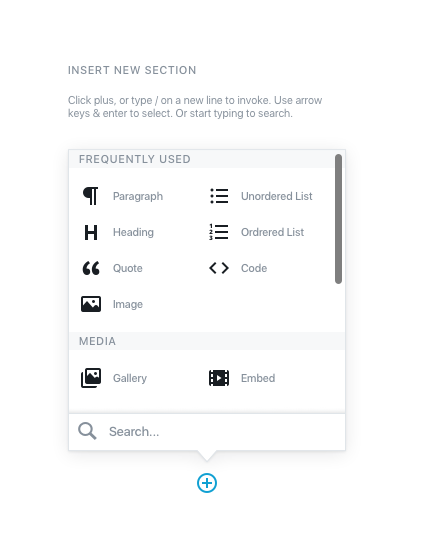 INSERT NEW SECTION
Click plus, or type / on a new line to invoke. Use arrow
keys & enter to select. Or start typing to search.
FREQUENTLY USED
Paragraph
Unordered List
Heading
Ordrered List
Quote
Code
Image
MEDIA
Gallery
Embed
Search...